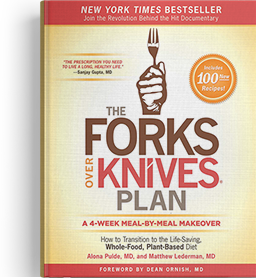 NEW YORK TIMES BESTSELLER
Join the Revolution Behind the Hit Documentary
"THE PRESCRIPTION YOU NEED
TO LIVE A LONG, HEALTHY LIFE."
—Sanjay Gupta, MD
Includes
100 New
Recipes!
THE
FORKS
OVER
KNIVES®
PLAN
A 4-WEEK MEAL-BY-MEAL MAKEOVER
How to Transition to the Life-Saving,
Whole-Food, Plant-Based Diet
Alona Pulde, MD, and Matthew Lederman, MD
FOREWORD BY DEAN ORNISH, MD